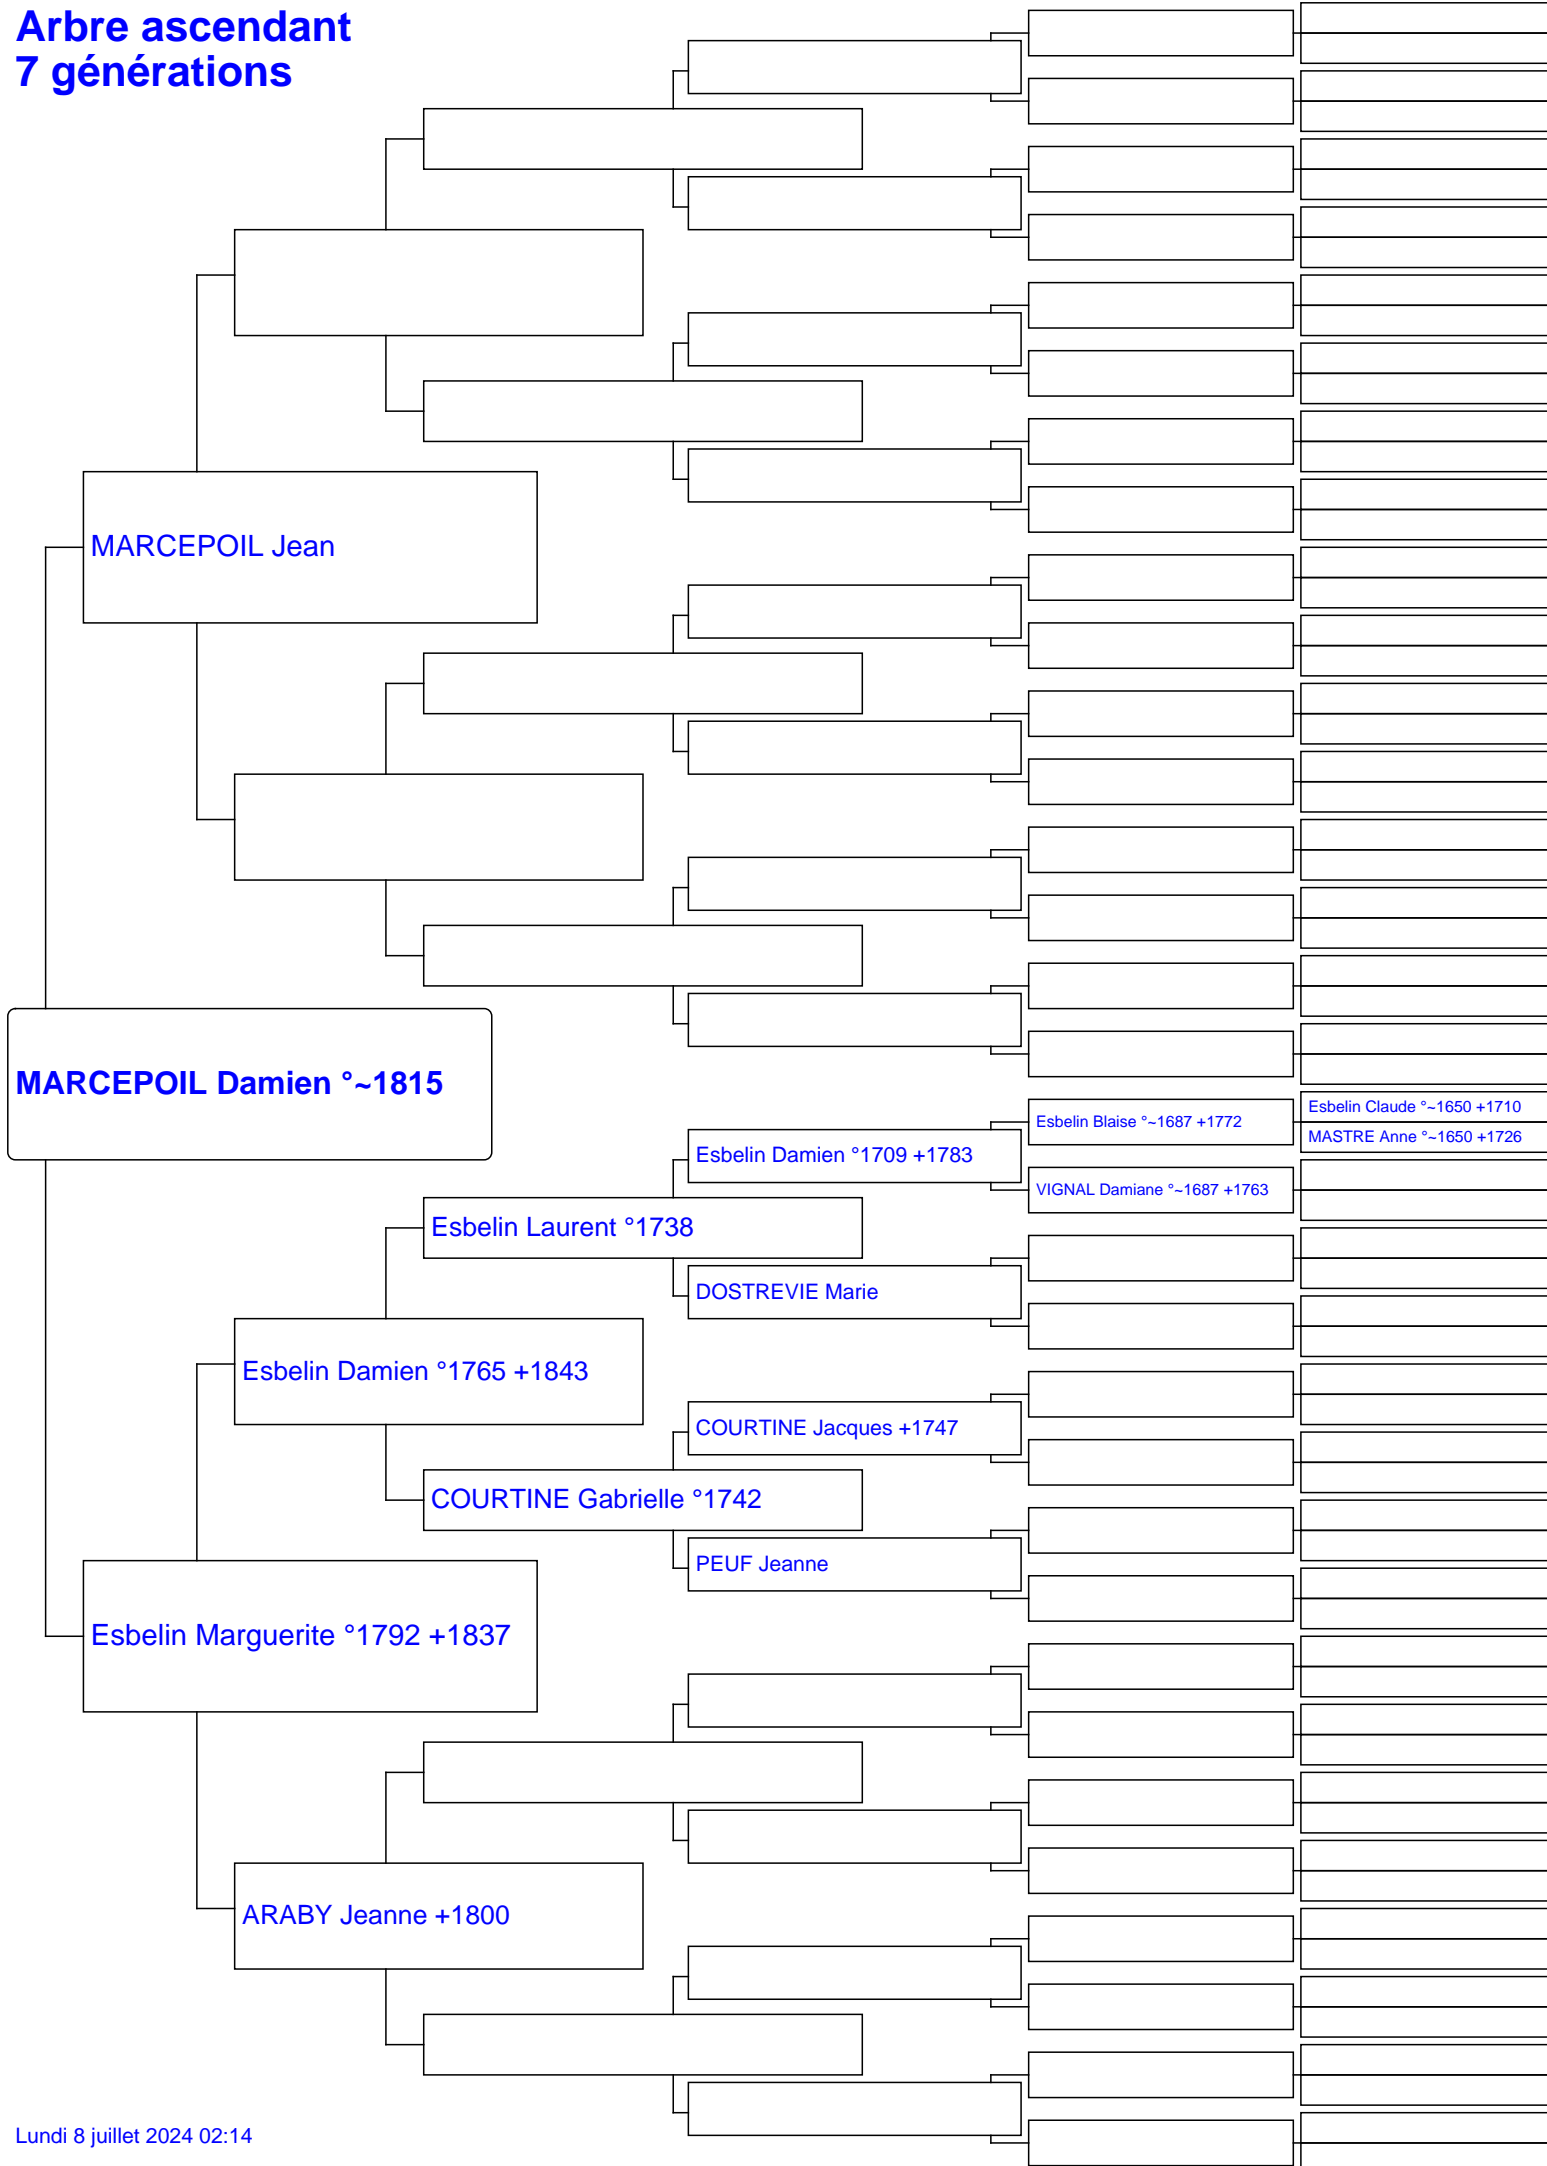 Arbre ascendant
7 générations
MARCEPOIL Jean
MARCEPOIL Damien °~1815
Esbelin Claude °~1650 +1710
Esbelin Blaise °~1687 +1772
MASTRE Anne °~1650 +1726
Esbelin Damien °1709 +1783
VIGNAL Damiane °~1687 +1763
Esbelin Laurent °1738
DOSTREVIE Marie
Esbelin Damien °1765 +1843
COURTINE Jacques +1747
COURTINE Gabrielle °1742
PEUF Jeanne
Esbelin Marguerite °1792 +1837
ARABY Jeanne +1800
Lundi 8 juillet 2024 02:14